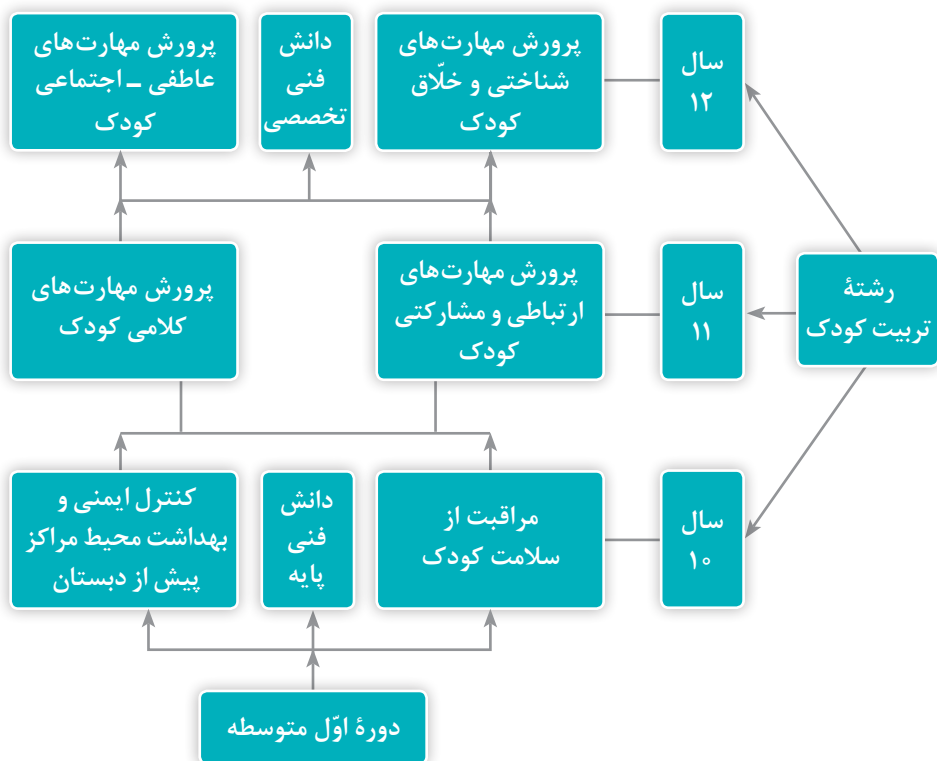 سال
۱۲
پرورش مهارت‌های
شناختی و خلّاق
کودک
دانش
فنی
تخصصی
پرورش مهارت‌های
عاطفی ـ اجتماعی
کودک
رشتهٔ
تربیت کودک
سال
۱۱
پرورش مهارت‌های
ارتباطی و مشارکتی
کودک
پرورش مهارت‌های
کلامی کودک
سال
۱۰
مراقبت از
سلامت کودک
دانش
فنی
پایه
کنترل ایمنی و
بهداشت محیط مراکز
پیش از دبستان
دورهٔ اوّل متوسطه